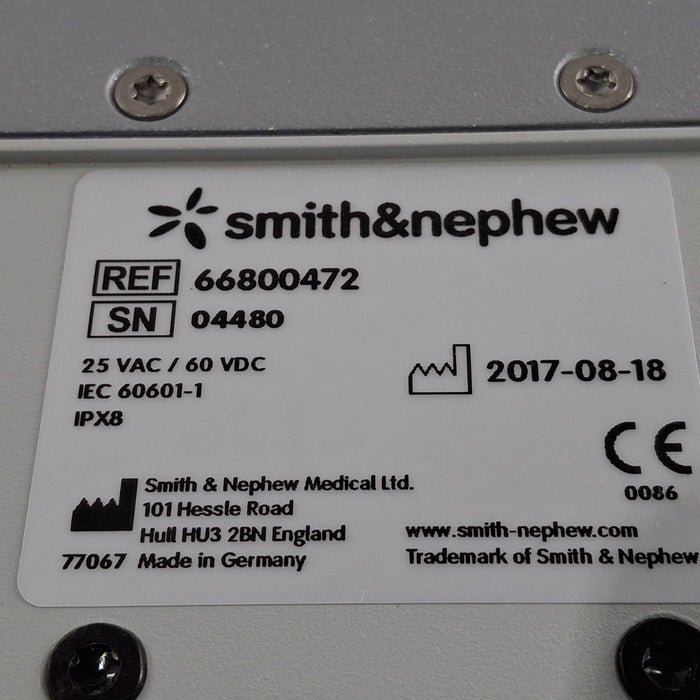 smith&nephew
REF 66800472
SN 04480
25 VAC / 60 VDC
IEC 60601-1
IPX8
2017-08-18
CE
0086
Smith & Nephew Medical Ltd.
101 Hessle Road
Hull HU3 2BN England
77067 Made in Germany
www.smith-nephew.com
Trademark of Smith & Nephew